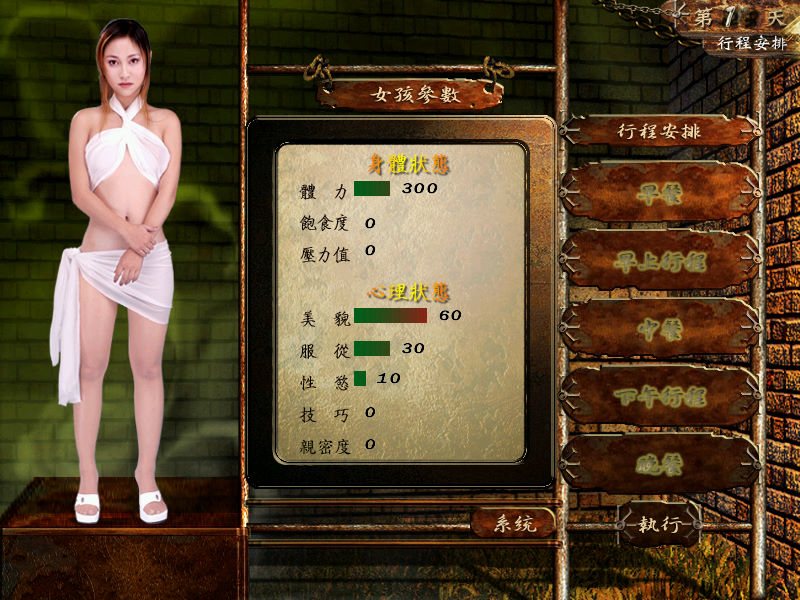 第 1 天
行程安排
女孩參數
行程安排
身體狀態
體 力 300
飽食度 0
壓力值 0
心理狀態
美 貌 60
服 從 30
性 慾 10
技 巧 0
親密度 0
早餐
早上行程
中餐
下午行程
晚餐
系統
執行